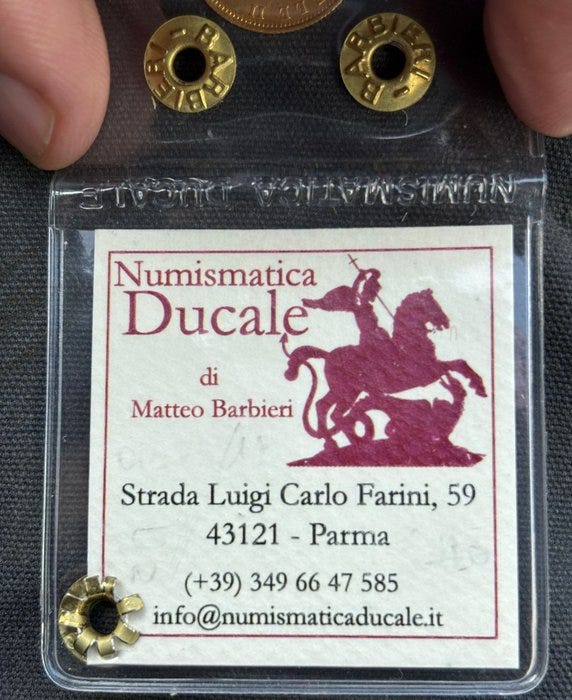 BARBIERI - BARBIERI
BARBIERI -
NUMISMATICA DUCALE
Numismatica
Ducale
di
Matteo Barbieri
Strada Luigi Carlo Farini, 59
43121 - Parma
(+39) 349 66 47 585
info@numismaticaducale.it